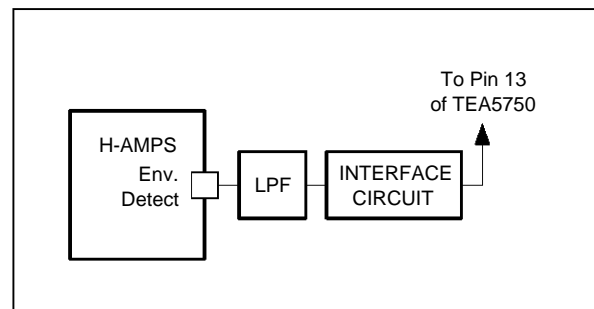 To Pin 13
of TEA5750
H-AMPS
Env.
Detect
LPF
INTERFACE
CIRCUIT